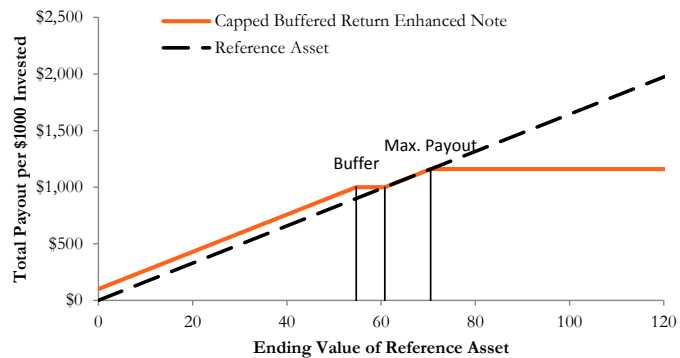 Capped Buffered Return Enhanced Note
Reference Asset
Total Payout per $1000 Invested
$2,500
$2,000
$1,500
$1,000
$500
$0
Max. Payout
Buffer
0 20 40 60 80 100 120
Ending Value of Reference Asset